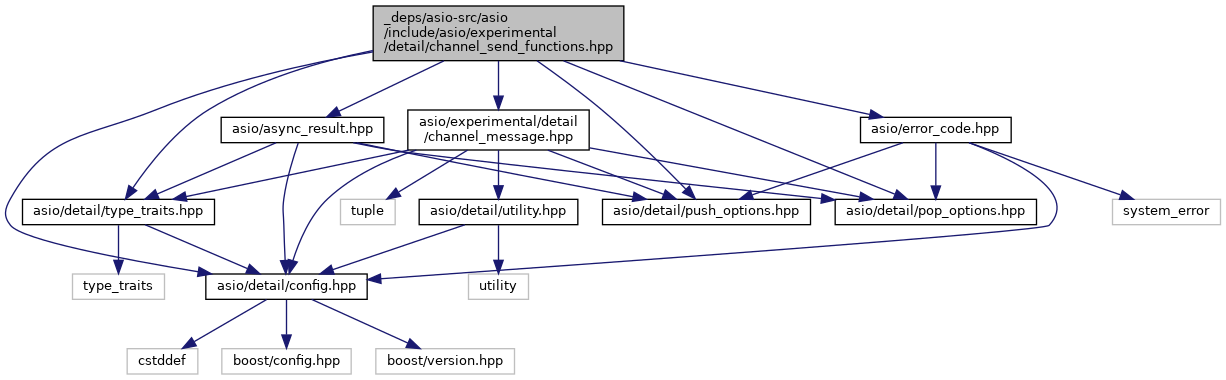 _deps/asio-src/asio
/include/asio/experimental
/detail/channel_send_functions.hpp
asio/async_result.hpp
asio/experimental/detail
/channel_message.hpp
asio/error_code.hpp
asio/detail/type_traits.hpp
tuple
asio/detail/utility.hpp
asio/detail/push_options.hpp
asio/detail/pop_options.hpp
system_error
type_traits
asio/detail/config.hpp
utility
cstddef
boost/config.hpp
boost/version.hpp